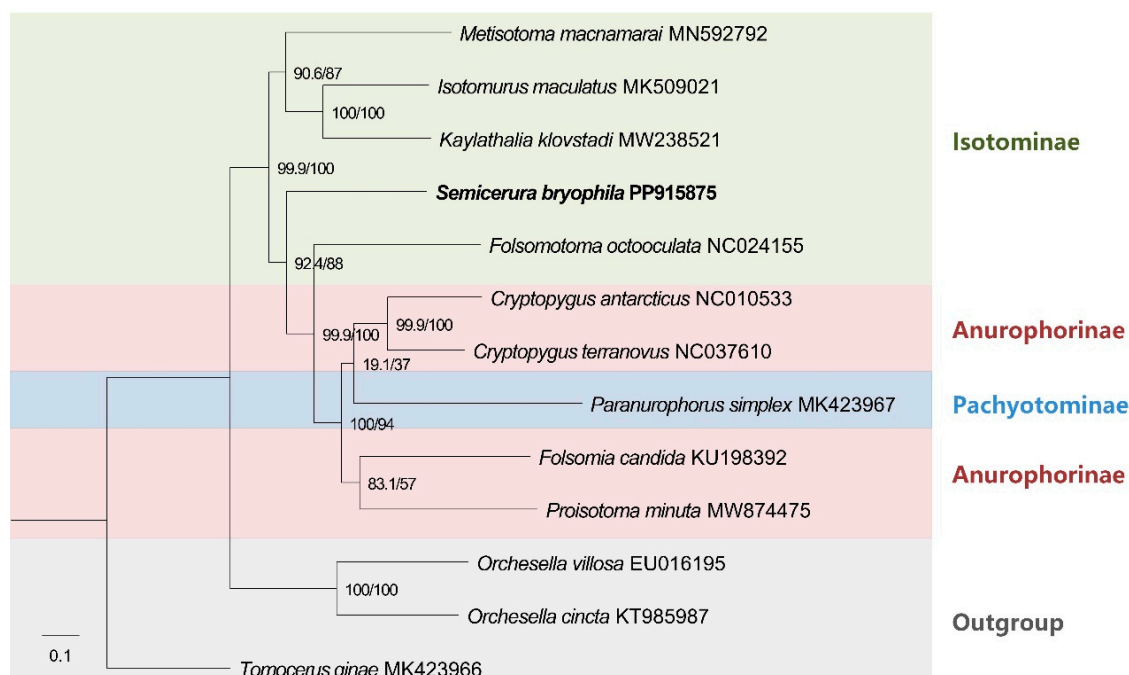 Metisotoma macnamarai MN592792
90.6/87
Isotomurus maculatus MK509021
100/100
Kaylathalia klovstadi MW238521
Isotominae
99.9/100
Semicerura bryophila PP915875
Folsomotoma octooculata NC024155
92.4/88
Cryptopygus antarcticus NC010533
99.9/100
99.9/100
Anurophorinae
Cryptopygus terranovus NC037610
19.1/37
Paranurophorus simplex MK423967
Pachyotominae
100/94
Folsomia candida KU198392
Anurophorinae
83.1/57
Proisotoma minuta MW874475
Orchesella villosa EU016195
100/100
Orchesella cincta KT985987
Outgroup
0.1
Tomocerus qinae MK423966